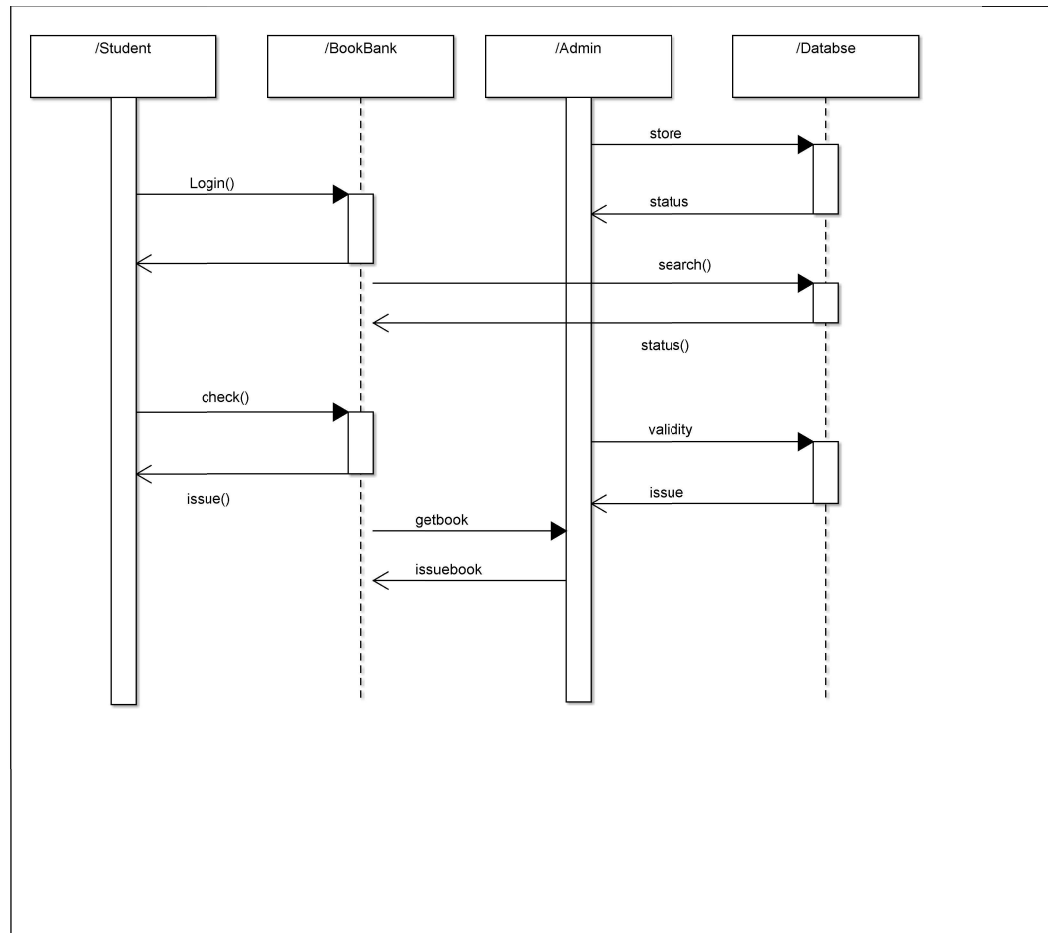 /Student
/BookBank
/Admin
/Databse
store
Login()
status
search()
status()
check()
validity
issue()
issue
getbook
issuebook